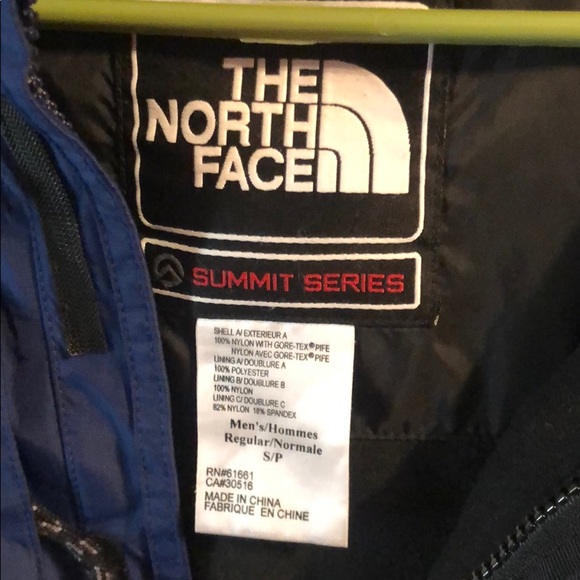 THE
NORTH
FACE
SUMMIT SERIES
SHELL A/ EXTERIEUR A
100% NYLON WITH GORE-TEX®PIFE
NYLON AVEC GORE-TEX®PIFE
LINING A/ DOUBLURE A
100% POLYESTER
LINING B/ DOUBLURE B
100% NYLON
LINING C/ DOUBLURE C
82% NYLON 18% SPANDEX
Men's/Hommes
Regular/Normale
S/P
RN#61661
CA#30516
MADE IN CHINA
FABRIQUE EN CHINE